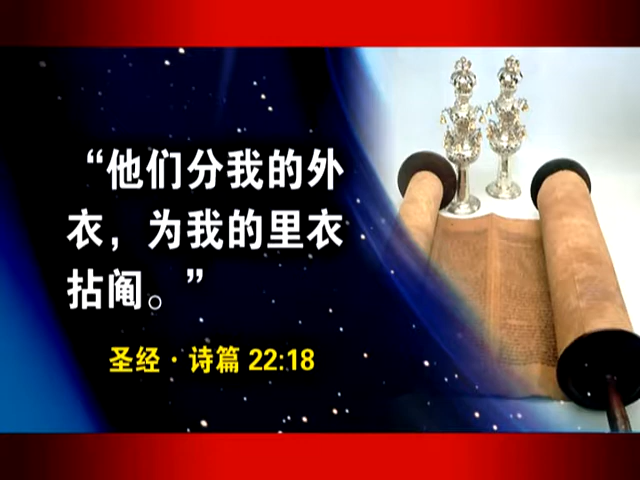 “他们分我的外
衣，为我的里衣
拈阄。”
圣经·诗篇 22:18